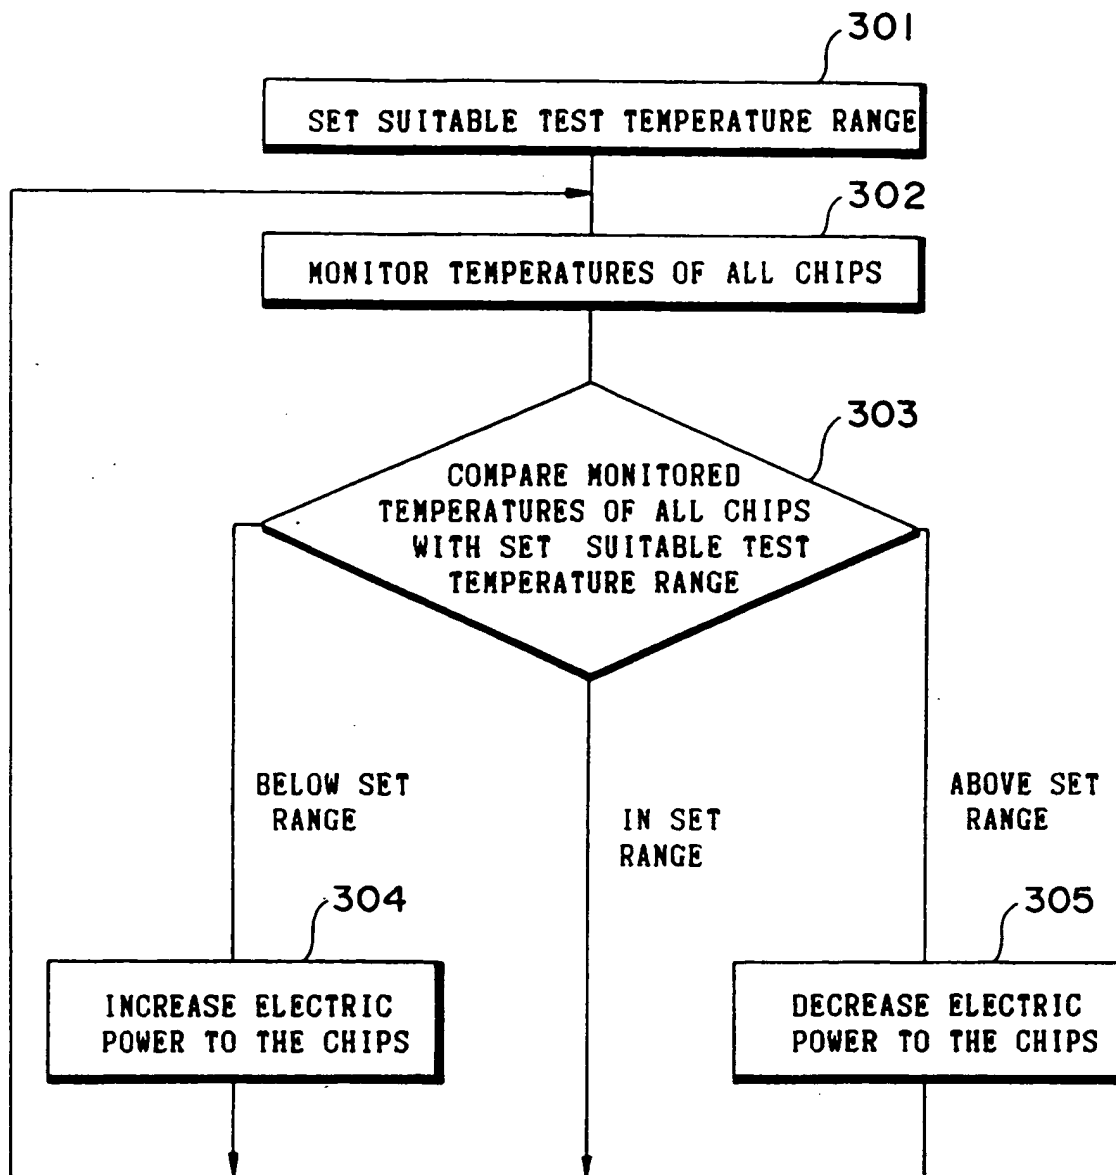 301
SET SUITABLE TEST TEMPERATURE RANGE
302
MONITOR TEMPERATURES OF ALL CHIPS
303
COMPARE MONITORED
TEMPERATURES OF ALL CHIPS
WITH SET SUITABLE TEST
TEMPERATURE RANGE
BELOW SET
RANGE
IN SET
RANGE
ABOVE SET
RANGE
304
INCREASE ELECTRIC
POWER TO THE CHIPS
305
DECREASE ELECTRIC
POWER TO THE CHIPS